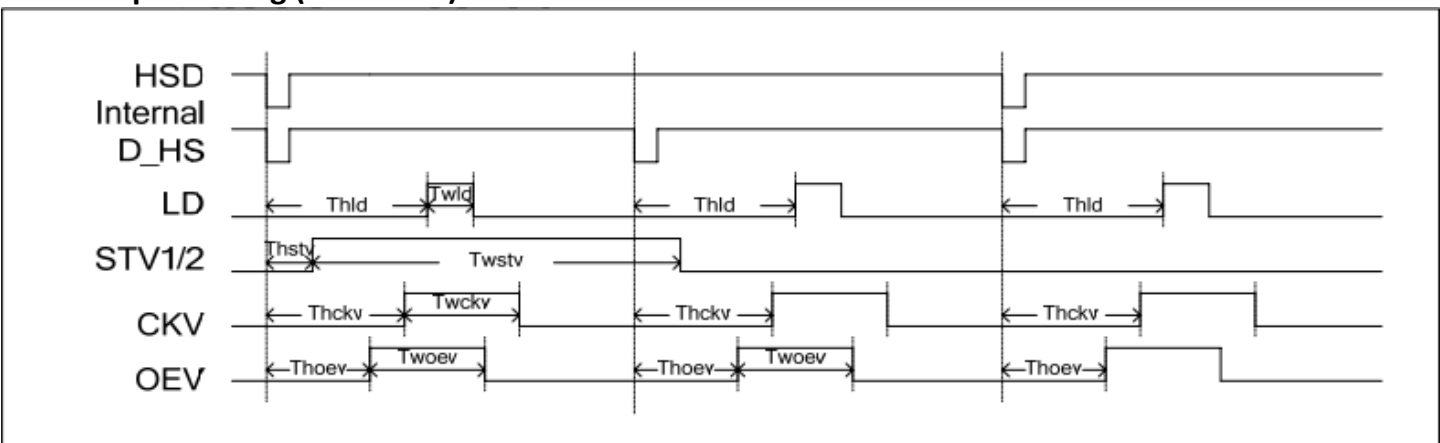 HSD
Internal
D_HS
LD Thld Twld Thld Thld
STV1/2 Thstv Twstv
CKV Thckv Twckv Thckv Thckv
OEV Thoev Twoev Thoev Twoev Thoev